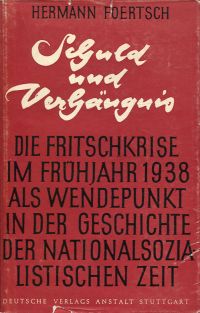 HERMANN FOERTSCH
Schuld
und
Verhängnis
DIE FRITSCHKRISE
IM FRÜHJAHR 1938
ALS WENDEPUNKT
IN DER GESCHICHTE
DER NATIONALSOZIA
LISTISCHEN ZEIT
DEUTSCHE VERLAGS ANSTALT STUTTGART